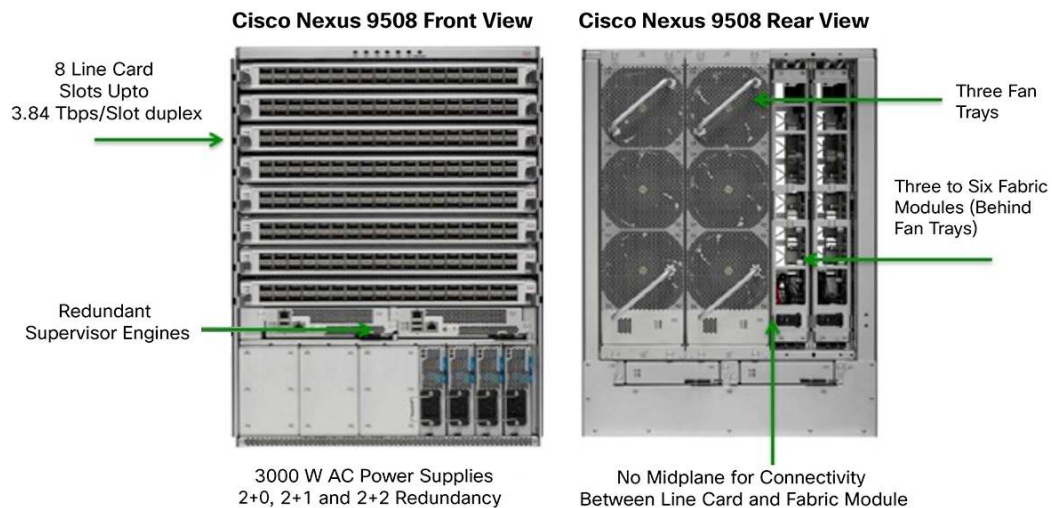 Cisco Nexus 9508 Front View
Cisco Nexus 9508 Rear View
8 Line Card
Slots Upto
3.84 Tbps/Slot duplex
Redundant
Supervisor Engines
3000 W AC Power Supplies
2+0, 2+1 and 2+2 Redundancy
Three Fan
Trays
Three to Six Fabric
Modules (Behind
Fan Trays)
No Midplane for Connectivity
Between Line Card and Fabric Module